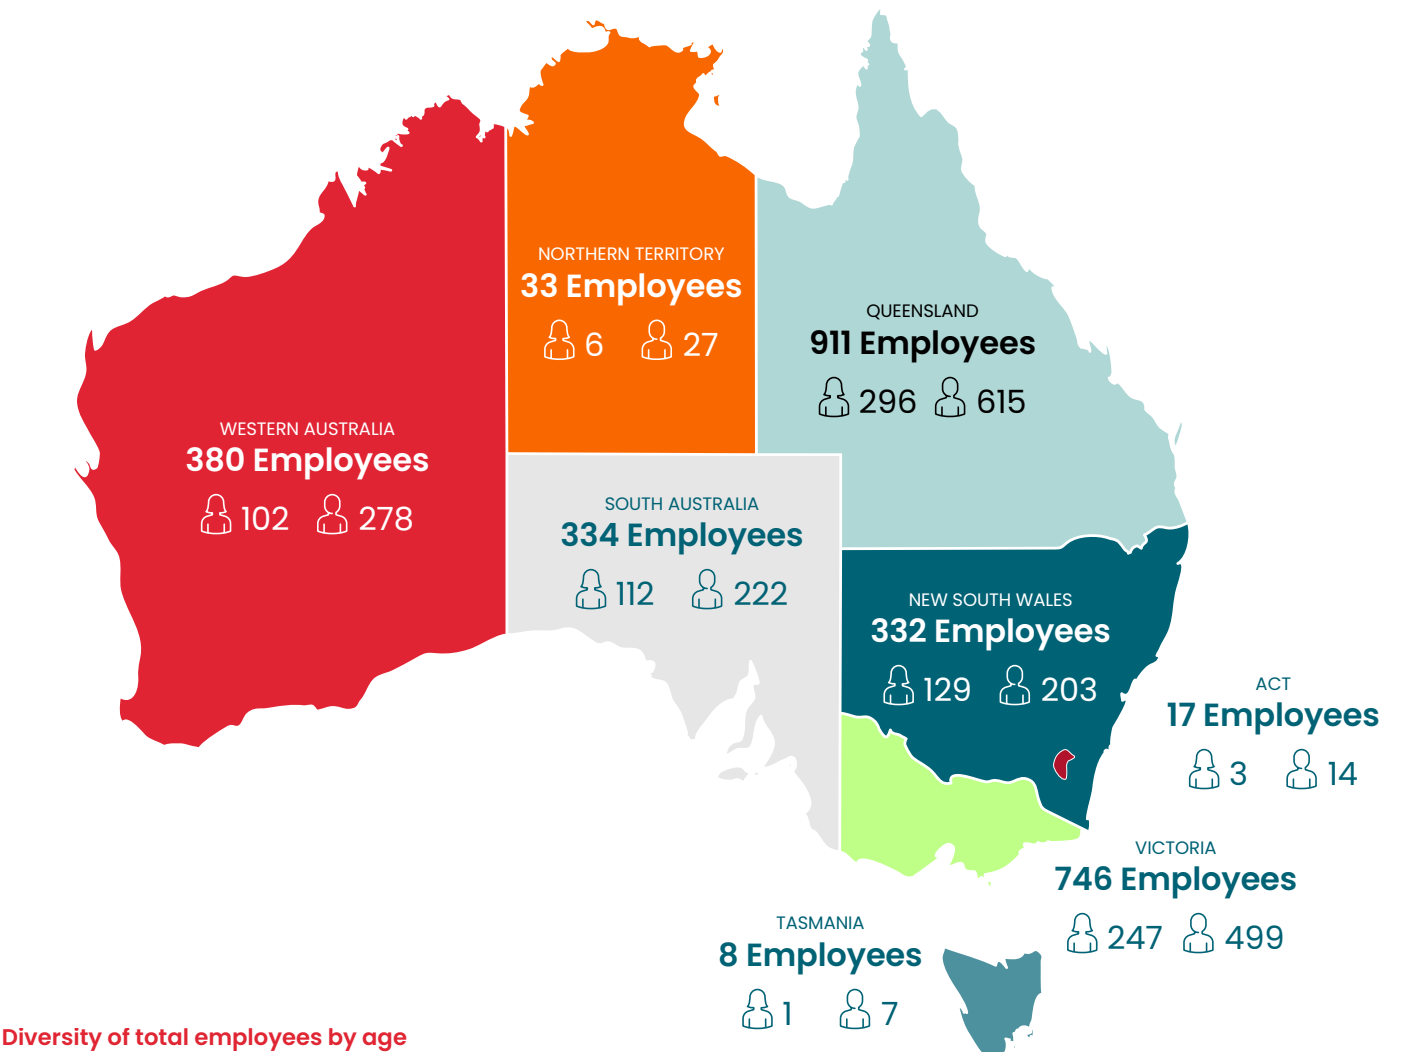 NORTHERN TERRITORY
33 Employees
6 27
QUEENSLAND
911 Employees
296 615
WESTERN AUSTRALIA
380 Employees
102 278
SOUTH AUSTRALIA
334 Employees
112 222
NEW SOUTH WALES
332 Employees
129 203
ACT
17 Employees
3 14
VICTORIA
746 Employees
247 499
TASMANIA
8 Employees
1 7
Diversity of total employees by age